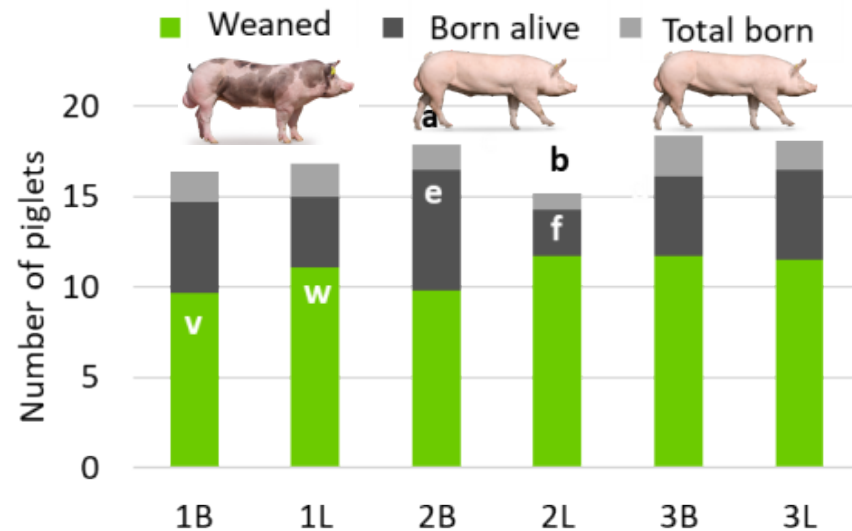 Weaned Born alive Total born
Number of piglets
20
15
10
5
0
a
b
e
f
v
w
1B 1L 2B 2L 3B 3L